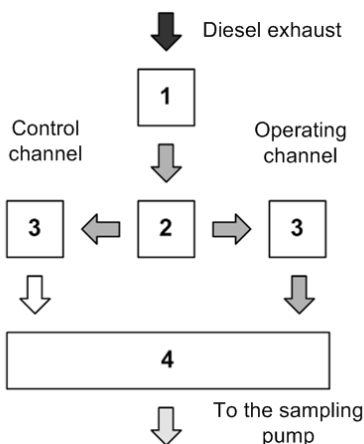 Diesel exhaust
1
Control
channel
Operating
channel
3
2
3
4
To the sampling
pump